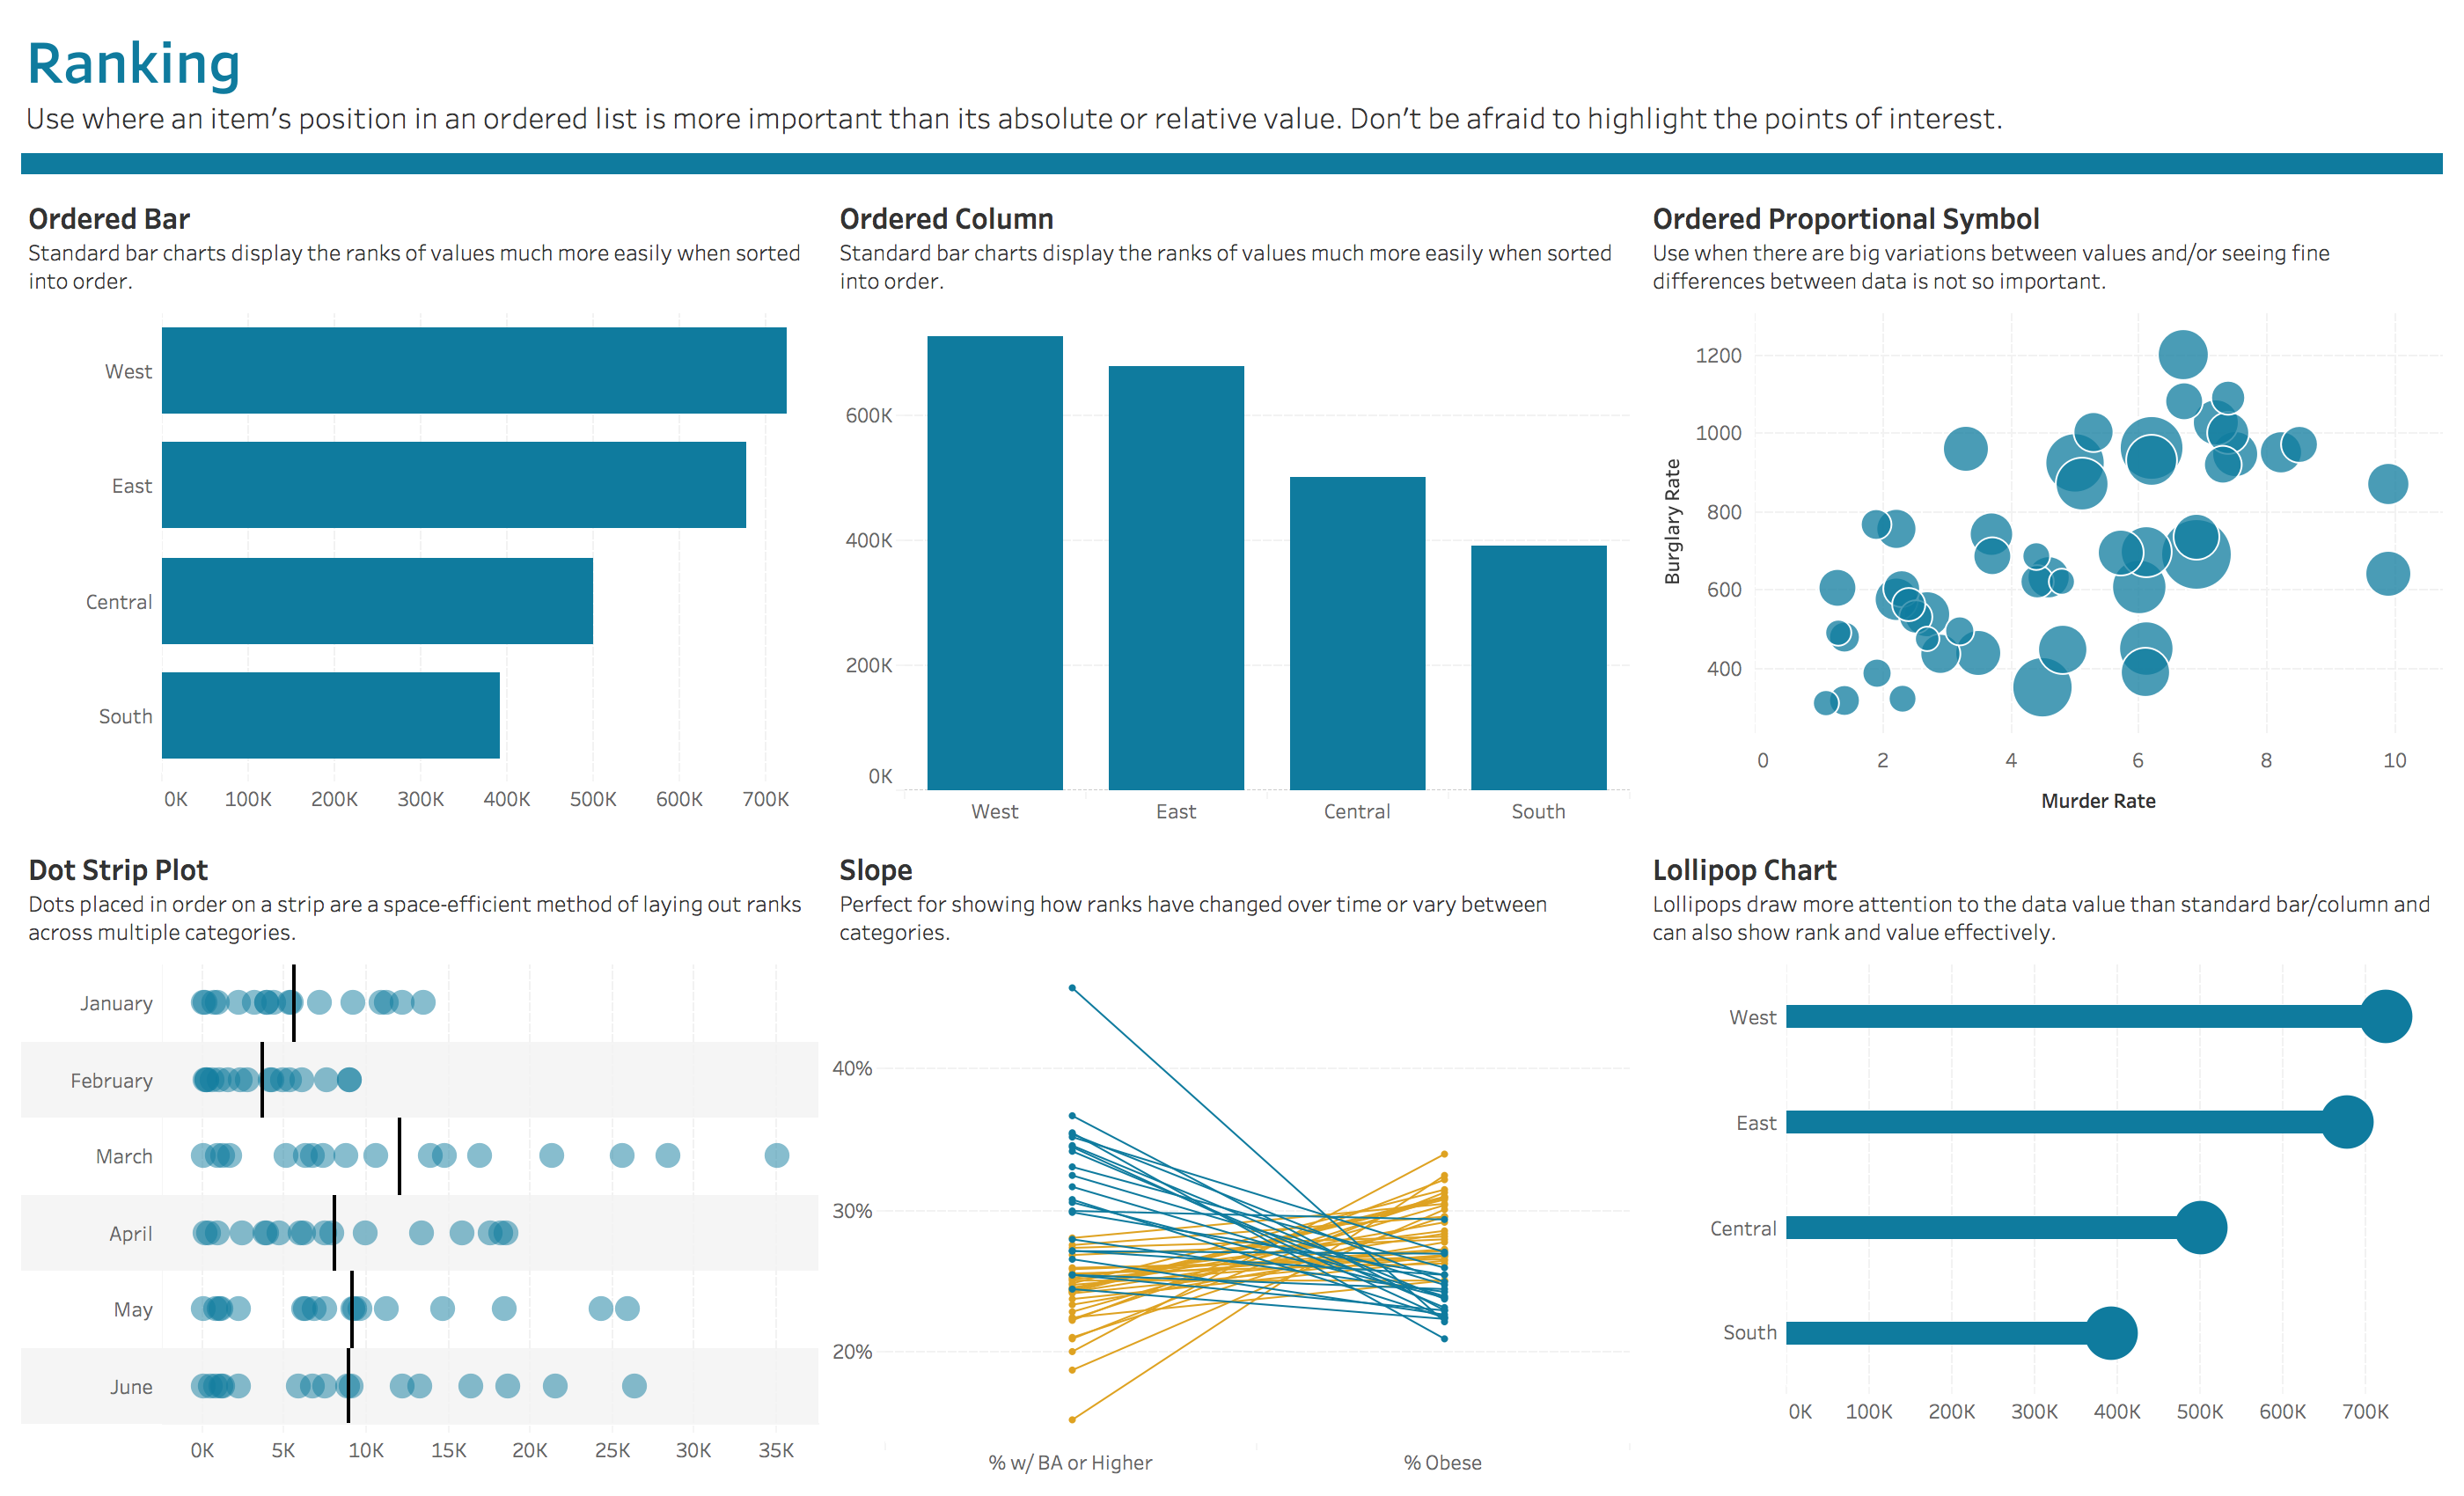 Ranking
Use where an item's position in an ordered list is more important than its absolute or relative value. Don't be afraid to highlight the points of interest.
Ordered Bar
Standard bar charts display the ranks of values much more easily when sorted
into order.
West
East
Central
South
0K 100K 200K 300K 400K 500K 600K 700K
Ordered Column
Standard bar charts display the ranks of values much more easily when sorted
into order.
600K
400K
200K
0K
West East Central South
Ordered Proportional Symbol
Use when there are big variations between values and/or seeing fine
differences between data is not so important.
Burglary Rate
1200
1000
800
600
400
0 2 4 6 8 10
Murder Rate
Dot Strip Plot
Dots placed in order on a strip are a space-efficient method of laying out ranks
across multiple categories.
January
February
March
April
May
June
0K 5K 10K 15K 20K 25K 30K 35K
Slope
Perfect for showing how ranks have changed over time or vary between
categories.
40%
30%
20%
% w/ BA or Higher % Obese
Lollipop Chart
Lollipops draw more attention to the data value than standard bar/column and
can also show rank and value effectively.
West
East
Central
South
0K 100K 200K 300K 400K 500K 600K 700K